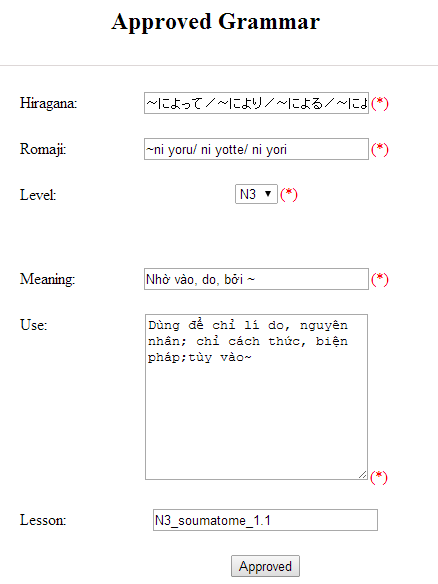 Approved Grammar
Hiragana: ～によって／～により／～による／～によ (*)
Romaji: ~ni yoru/ ni yotte/ ni yori (*)
Level: N3 (*)
Meaning: Nhờ vào, do, bởi ~ (*)
Use: Dùng để chỉ lí do, nguyên
nhân; chỉ cách thức, biện
pháp;tùy vào~
(*)
Lesson: N3_soumatome_1.1
Approved